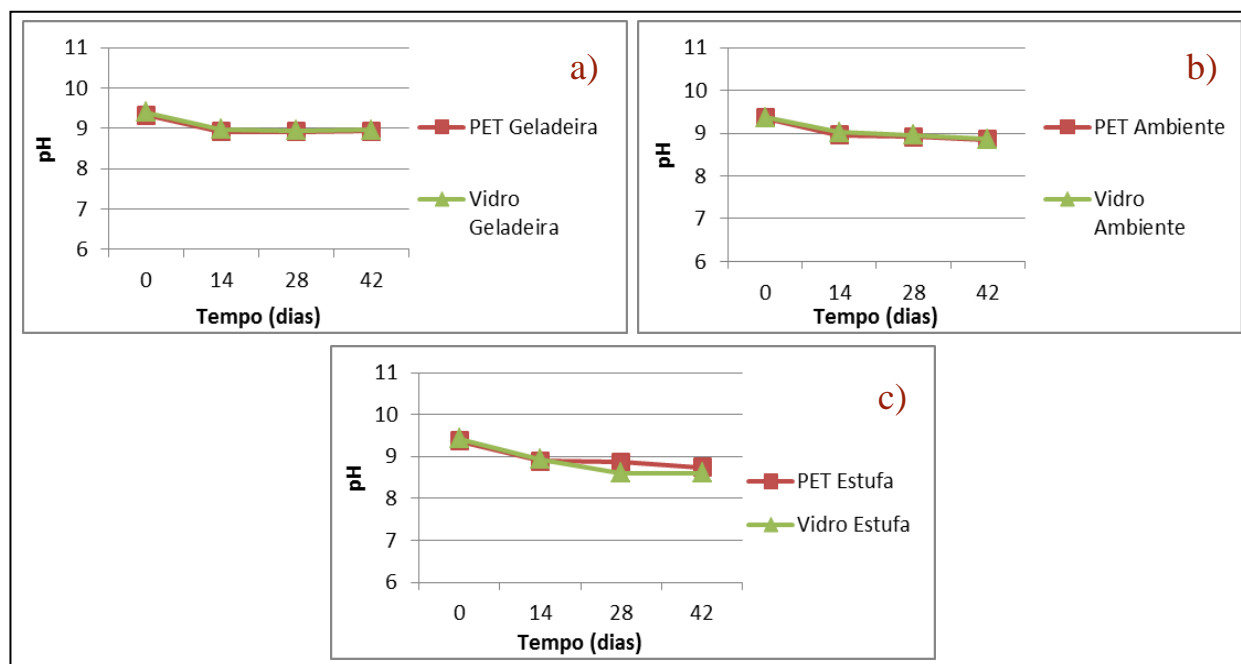 a)
11
10
9
8
7
6
pH
0 14 28 42
Tempo (dias)
PET Geladeira
Vidro
Geladeira
b)
11
10
9
8
7
6
pH
0 14 28 42
Tempo (dias)
PET Ambiente
Vidro
Ambiente
c)
11
10
9
8
7
6
pH
0 14 28 42
Tempo (dias)
PET Estufa
Vidro Estufa